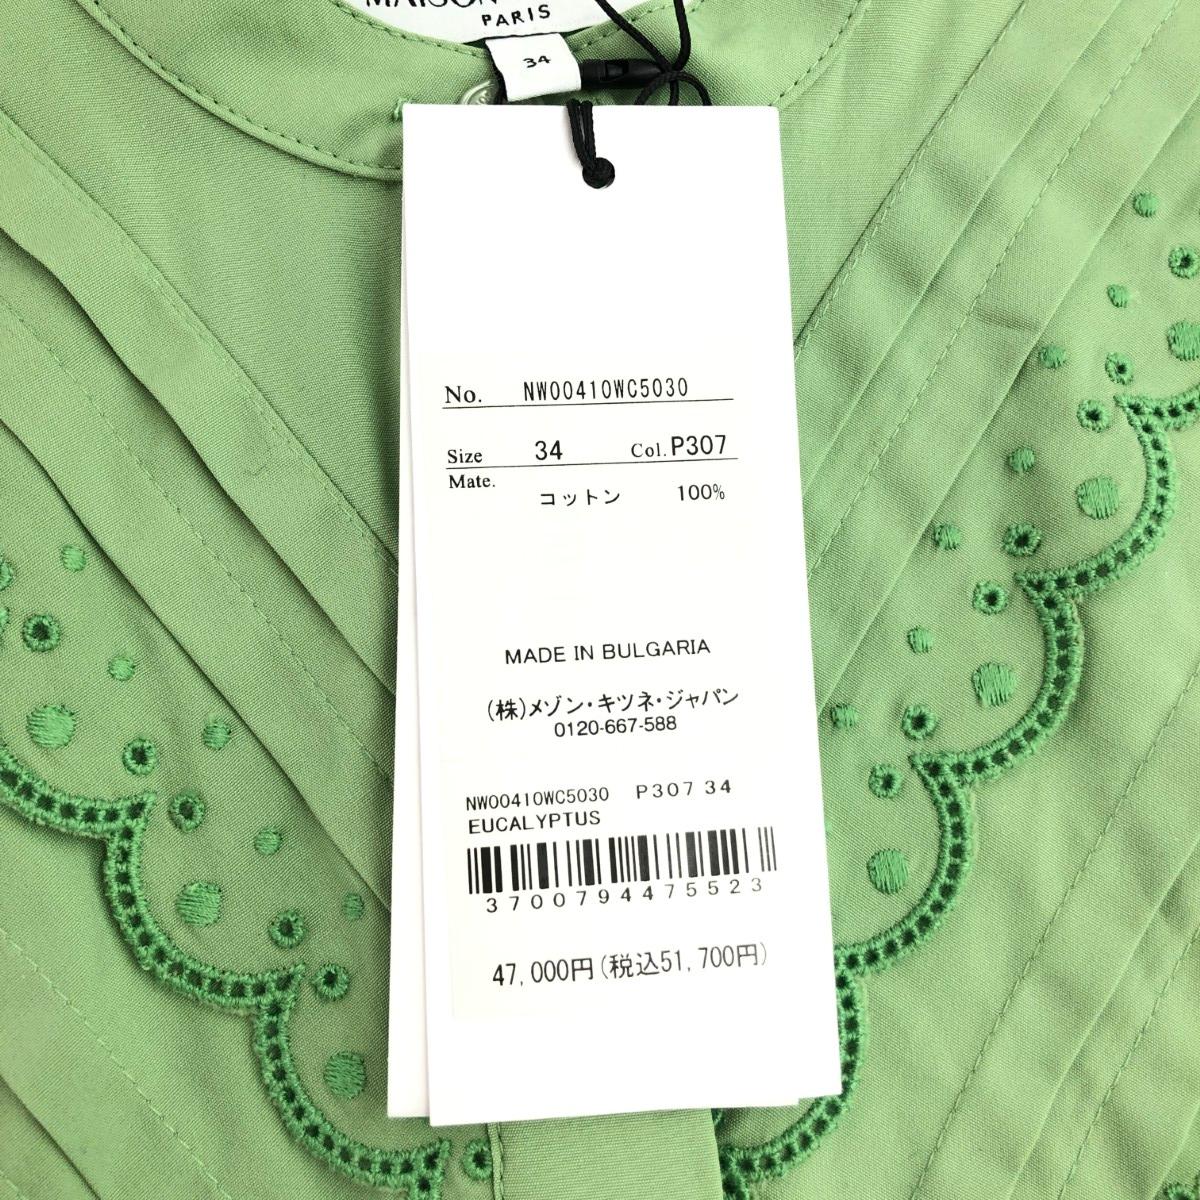 MAISON
PARIS
34
No. NW00410WC5030
Size 34 Col. P307
Mate. コットン 100%
MADE IN BULGARIA
(株)メゾン・キツネ・ジャパン
0120-667-588
NW00410WC5030 P307 34
EUCALYPTUS
3700794475523
47,000円(税込51,700円)